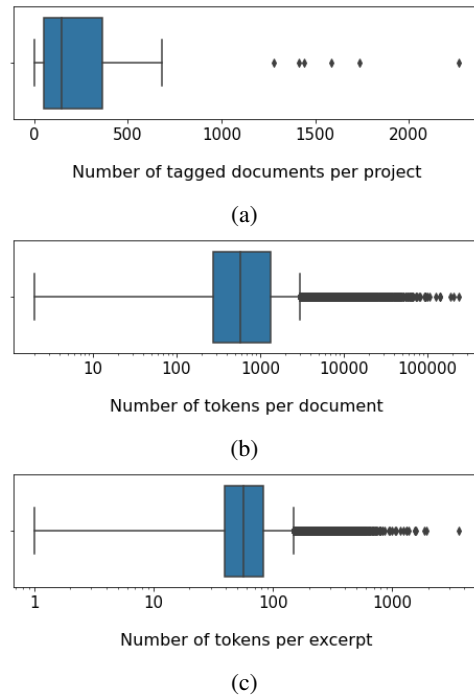 0 500 1000 1500 2000
Number of tagged documents per project
(a)
10 100 1000 10000 100000
Number of tokens per document
(b)
1 10 100 1000
Number of tokens per excerpt
(c)